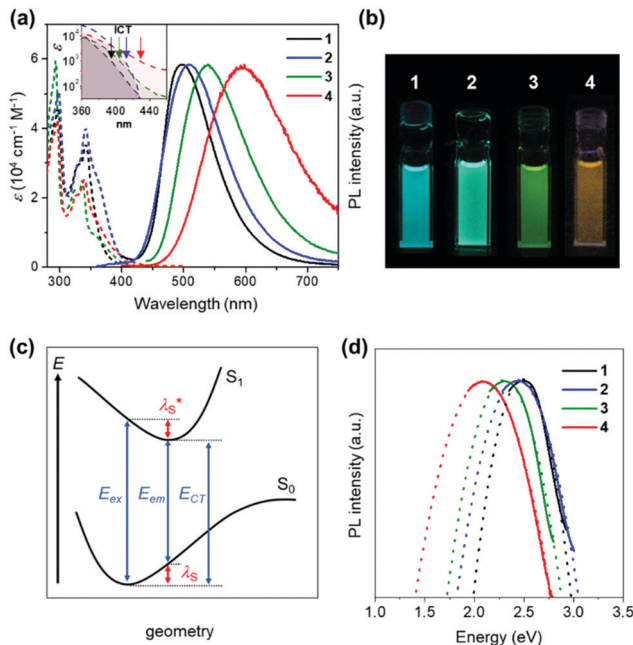 (a)
ICT
ε
10⁴
10³
10²
360 400 440
nm
1
2
3
4
6
4
2
0
ε (10⁴ cm⁻¹ M⁻¹)
300 400 500 600 700
Wavelength (nm)
PL intensity (a.u.)
(b)
1 2 3 4
(c)
E
S₁
λS*
Eex Eem ECT
S₀
λS
geometry
(d)
1
2
3
4
PL intensity (a.u.)
1.0 1.5 2.0 2.5 3.0 3.5
Energy (eV)